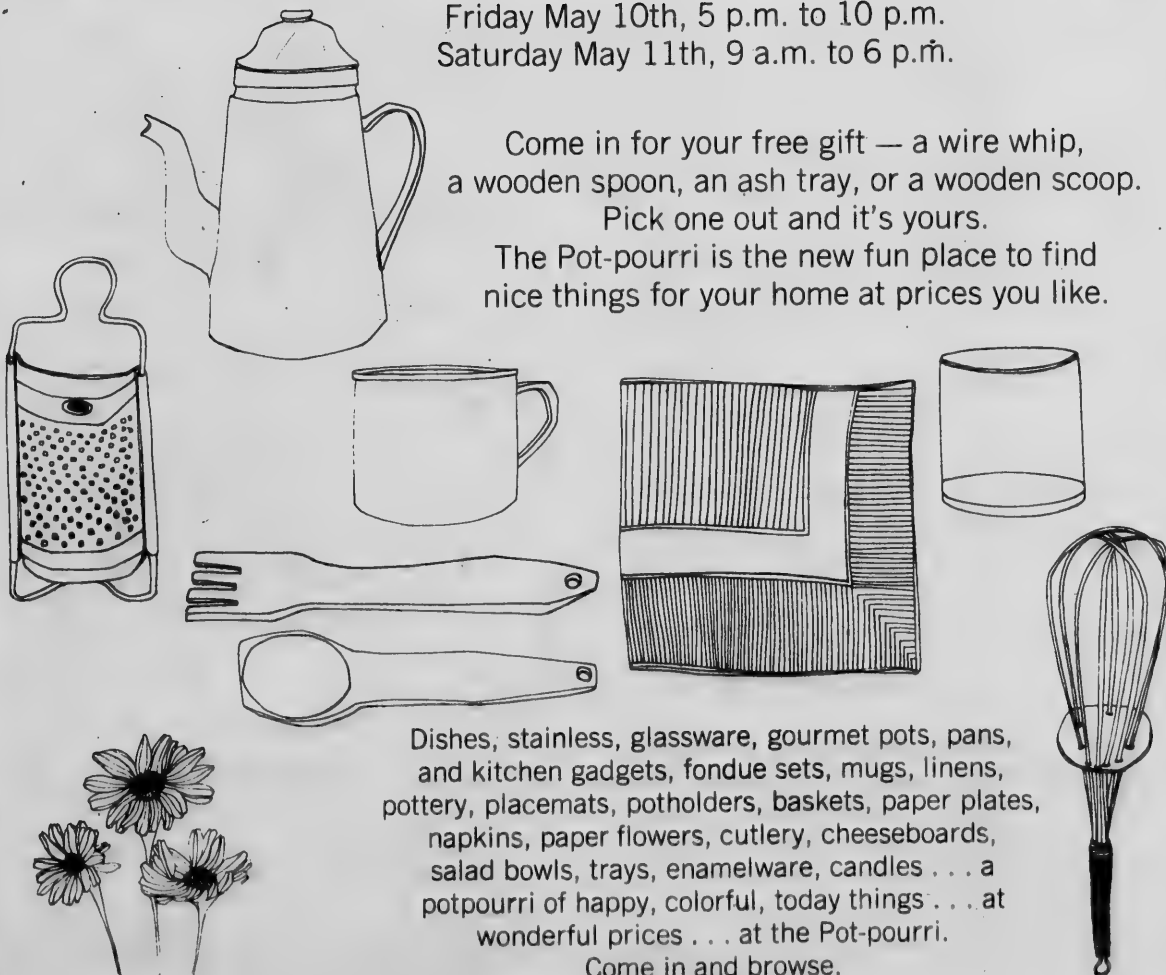 Friday May 10th, 5 p.m. to 10 p.m.
Saturday May 11th, 9 a.m. to 6 p.m.
Come in for your free gift — a wire whip,
a wooden spoon, an ash tray, or a wooden scoop.
Pick one out and it's yours.
The Pot-pourri is the new fun place to find
nice things for your home at prices you like.
Dishes, stainless, glassware, gourmet pots, pans,
and kitchen gadgets, fondue sets, mugs, linens,
pottery, placemats, potholders, baskets, paper plates,
napkins, paper flowers, cutlery, cheeseboards,
salad bowls, trays, enamelware, candles . . . a
potpourri of happy, colorful, today things . . . at
wonderful prices . . . at the Pot-pourri.
Come in and browse.